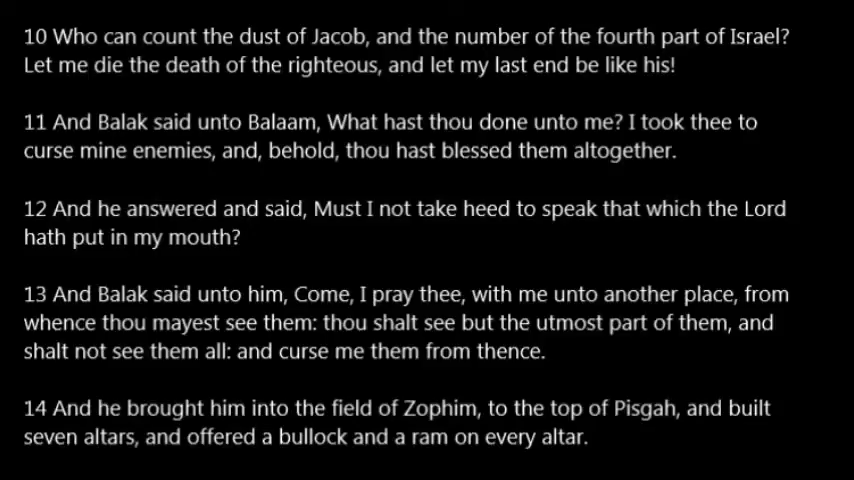 10 Who can count the dust of Jacob, and the number of the fourth part of Israel?
Let me die the death of the righteous, and let my last end be like his!
11 And Balak said unto Balaam, What hast thou done unto me? I took thee to
curse mine enemies, and, behold, thou hast blessed them altogether.
12 And he answered and said, Must I not take heed to speak that which the Lord
hath put in my mouth?
13 And Balak said unto him, Come, I pray thee, with me unto another place, from
whence thou mayest see them: thou shalt see but the utmost part of them, and
shalt not see them all: and curse me them from thence.
14 And he brought him into the field of Zophim, to the top of Pisgah, and built
seven altars, and offered a bullock and a ram on every altar.